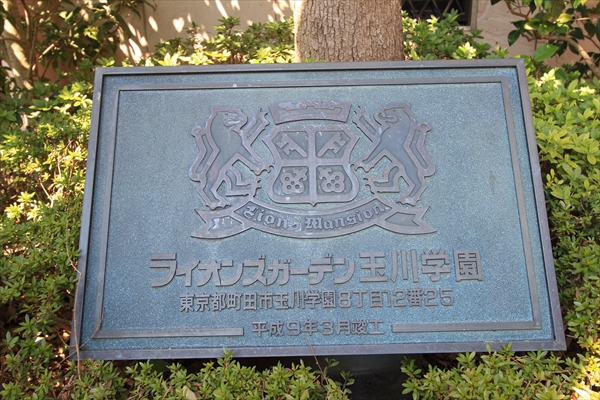 Lions Mansion
ライオンズガーデン玉川学園
東京都町田市玉川学園8丁目12番25
平成9年3月竣工